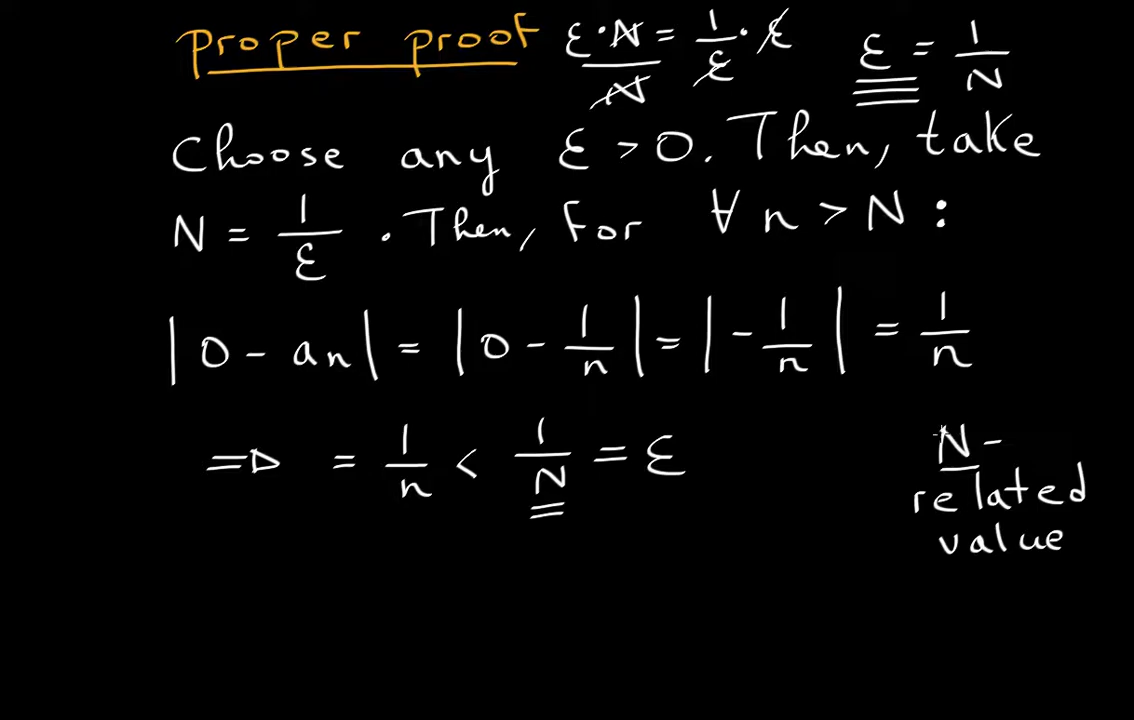 Proper proof ε·N/N = 1/ε · ε ε = 1/N
Choose any ε > 0. Then, take
N = 1/ε . Then, for ∀ n > N :
|0 - an| = |0 - 1/n| = |- 1/n| = 1/n
⇒ = 1/n < 1/N = ε
N -
related
value